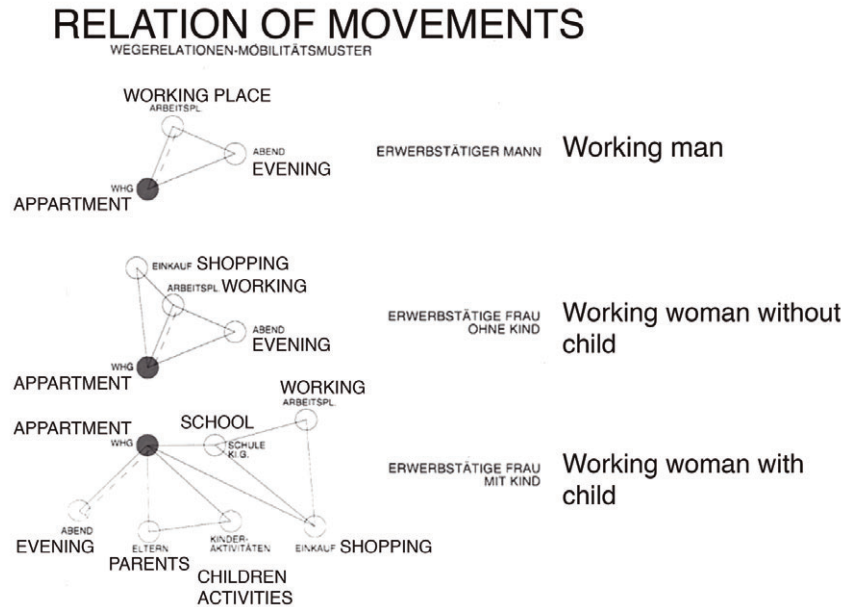 RELATION OF MOVEMENTS
WEGERELATIONEN-MOBILITÄTSMUSTER
WORKING PLACE
ARBEITSPL.
ABEND
EVENING
WHG
APPARTMENT
ERWERBSTÄTIGER MANN Working man
EINKAUF SHOPPING
ARBEITSPL. WORKING
ABEND
EVENING
WHG
APPARTMENT
ERWERBSTÄTIGE FRAU
OHNE KIND
Working woman without
child
WORKING
ARBEITSPL.
APPARTMENT
WHG
SCHOOL
SCHULE
KI.G.
ABEND
EVENING
ELTERN
PARENTS
KINDER-
AKTIVITÄTEN
CHILDREN
ACTIVITIES
EINKAUF SHOPPING
ERWERBSTÄTIGE FRAU
MIT KIND
Working woman with
child